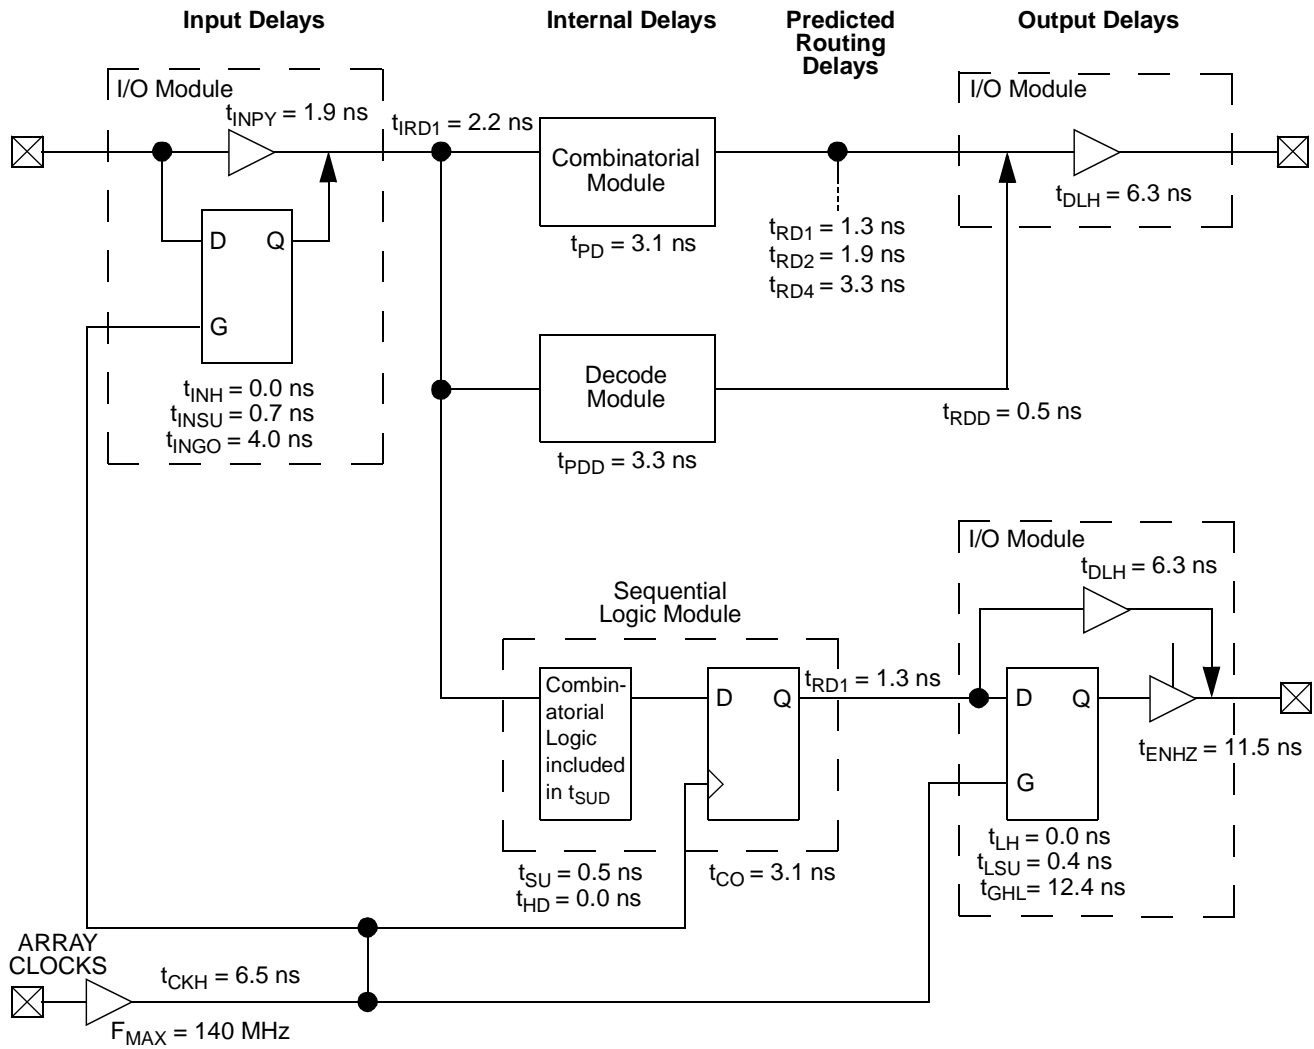 Input Delays
Internal Delays
Predicted
Routing
Delays
Output Delays
I/O Module
tINPY = 1.9 ns
tIRD1 = 2.2 ns
Combinatorial
Module
tPD = 3.1 ns
I/O Module
tDLH = 6.3 ns
tRD1 = 1.3 ns
tRD2 = 1.9 ns
tRD4 = 3.3 ns
D
Q
G
tINH = 0.0 ns
tINSU = 0.7 ns
tINGO = 4.0 ns
Decode
Module
tPDD = 3.3 ns
tRDD = 0.5 ns
I/O Module
tDLH = 6.3 ns
Sequential
Logic Module
Combin-
atorial
Logic
included
in tSUD
D
Q
tRD1 = 1.3 ns
D
Q
G
tENHZ = 11.5 ns
tSU = 0.5 ns
tHD = 0.0 ns
tCO = 3.1 ns
tLH = 0.0 ns
tLSU = 0.4 ns
tGHL = 12.4 ns
ARRAY
CLOCKS
tCKH = 6.5 ns
FMAX = 140 MHz